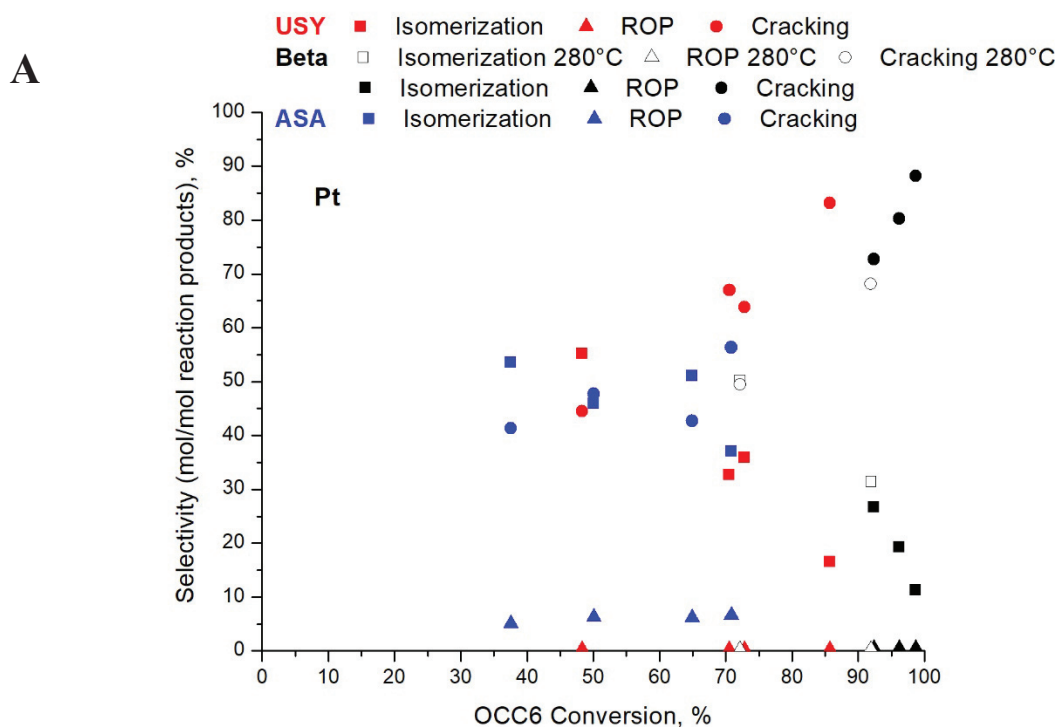 A
USY Isomerization ROP Cracking
Beta Isomerization 280°C ROP 280°C Cracking 280°C
Isomerization ROP Cracking
ASA Isomerization ROP Cracking
Pt
Selectivity (mol/mol reaction products), %
100
90
80
70
60
50
40
30
20
10
0
0 10 20 30 40 50 60 70 80 90 100
OCC6 Conversion, %